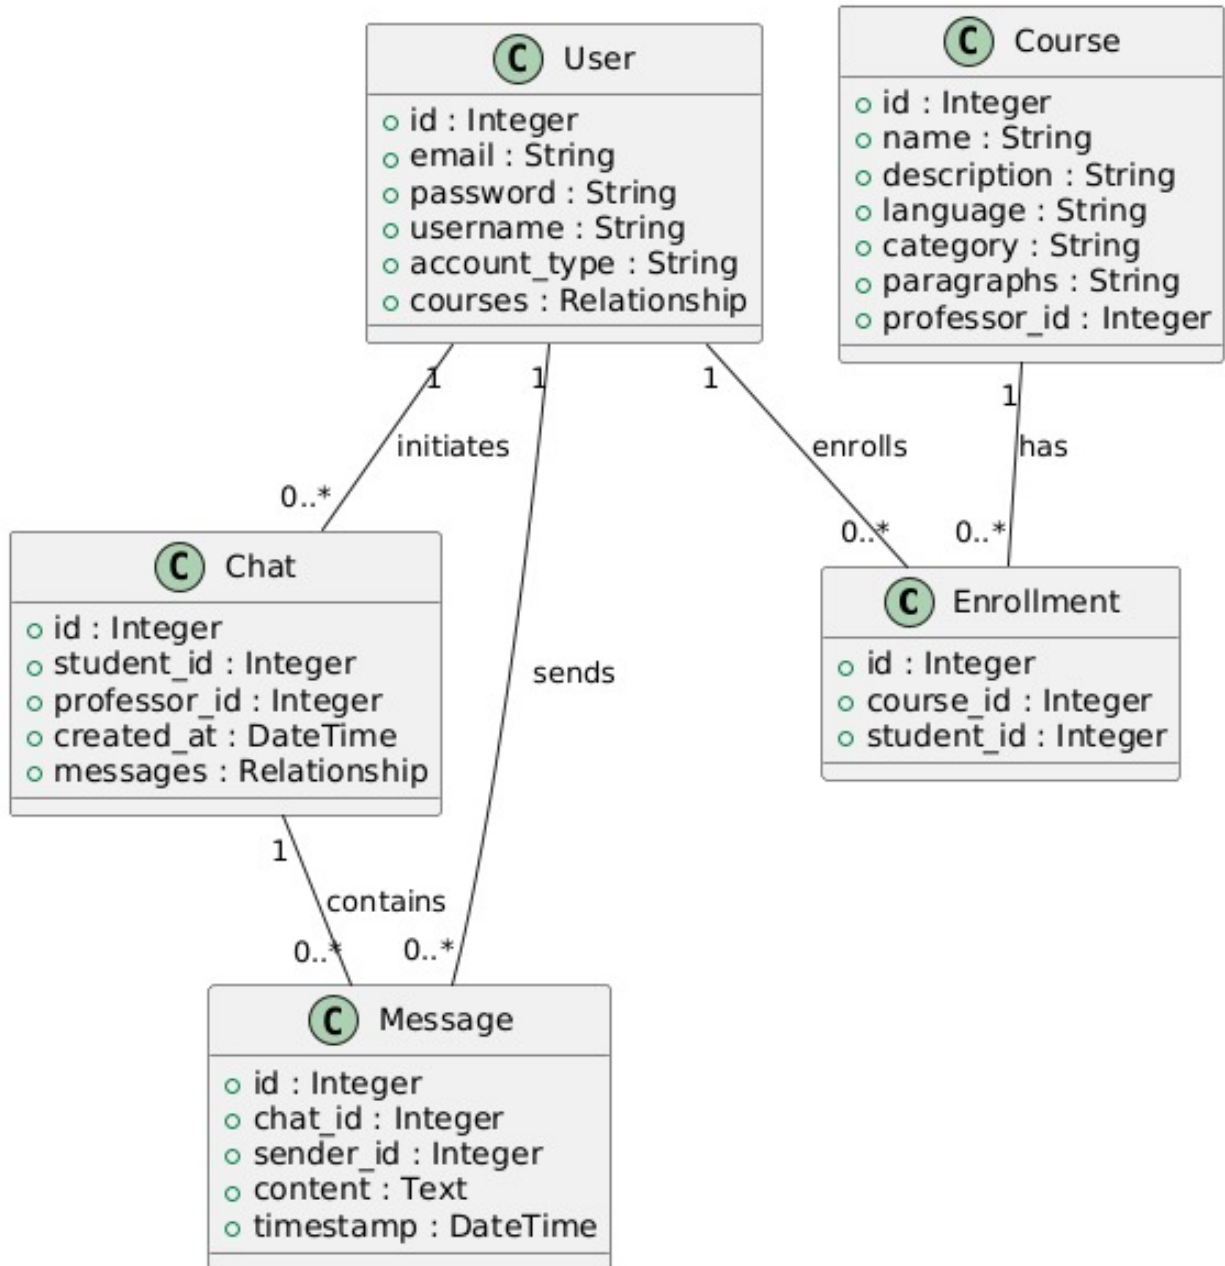 C User
+ id : Integer
+ email : String
+ password : String
+ username : String
+ account_type : String
+ courses : Relationship
C Course
id : Integer
name : String
description : String
language : String
category : String
paragraphs : String
professor_id : Integer
1
initiates
0..*
1
sends
0..*
1
enrolls
0..*
1
has
0..*
C Chat
id : Integer
student_id : Integer
professor_id : Integer
created_at : DateTime
messages : Relationship
C Enrollment
id : Integer
course_id : Integer
student_id : Integer
1
contains
0..*
C Message
id : Integer
chat_id : Integer
sender_id : Integer
content : Text
timestamp : DateTime